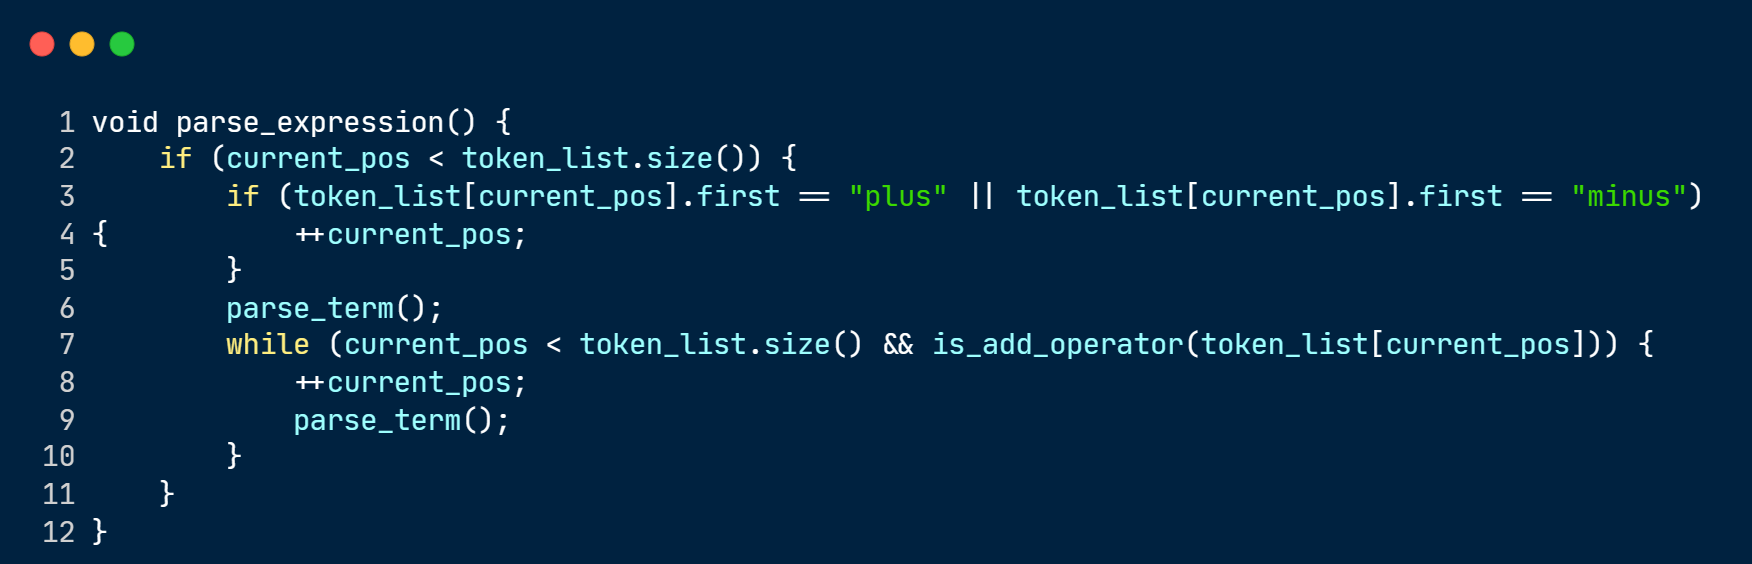 1 void parse_expression() {
2     if (current_pos < token_list.size()) {
3         if (token_list[current_pos].first == "plus" || token_list[current_pos].first == "minus")
4 {           ++current_pos;
5         }
6         parse_term();
7         while (current_pos < token_list.size() && is_add_operator(token_list[current_pos])) {
8             ++current_pos;
9             parse_term();
10         }
11     }
12 }